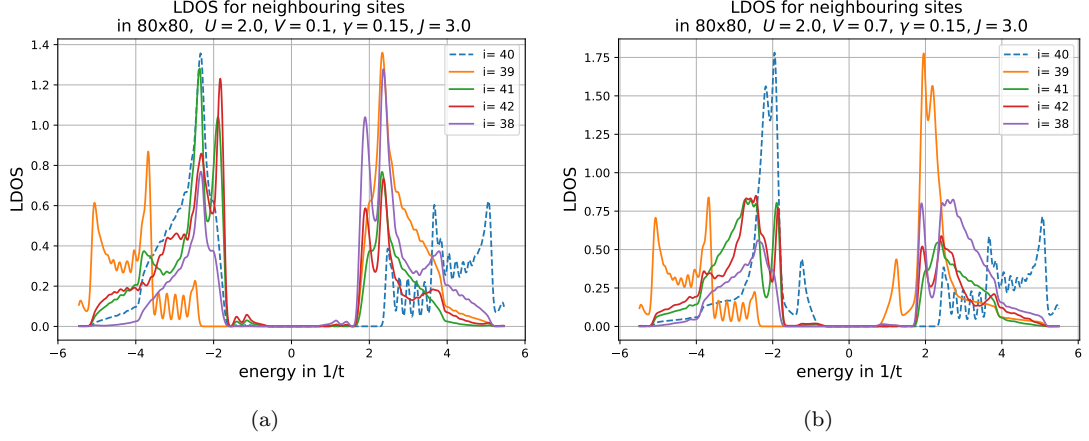 LDOS for neighbouring sites
in 80x80, U = 2.0, V = 0.1, γ = 0.15, J = 3.0
LDOS
1.4
1.2
1.0
0.8
0.6
0.4
0.2
0.0
i= 40
i= 39
i= 41
i= 42
i= 38
−6 −4 −2 0 2 4 6
energy in 1/t
(a)
LDOS for neighbouring sites
in 80x80, U = 2.0, V = 0.7, γ = 0.15, J = 3.0
LDOS
1.75
1.50
1.25
1.00
0.75
0.50
0.25
0.00
i= 40
i= 39
i= 41
i= 42
i= 38
−6 −4 −2 0 2 4 6
energy in 1/t
(b)